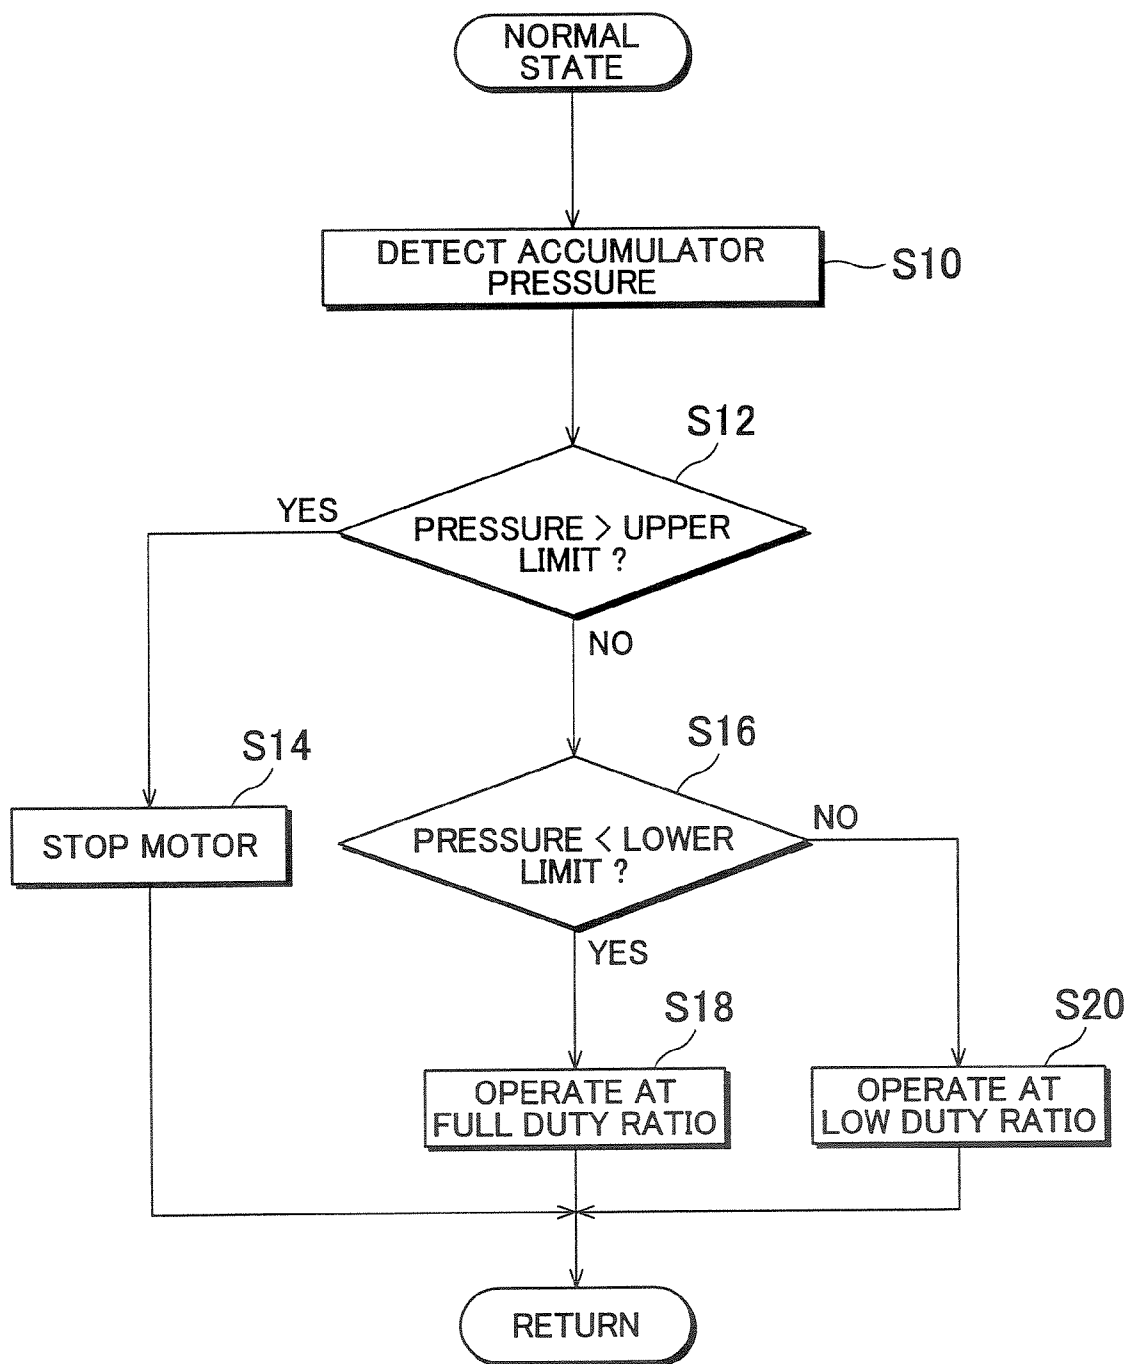 NORMAL
STATE
DETECT ACCUMULATOR
PRESSURE
S10
S12
YES
PRESSURE > UPPER
LIMIT ?
NO
S14
S16
STOP MOTOR
PRESSURE < LOWER
LIMIT ?
NO
YES
S18
S20
OPERATE AT
FULL DUTY RATIO
OPERATE AT
LOW DUTY RATIO
RETURN